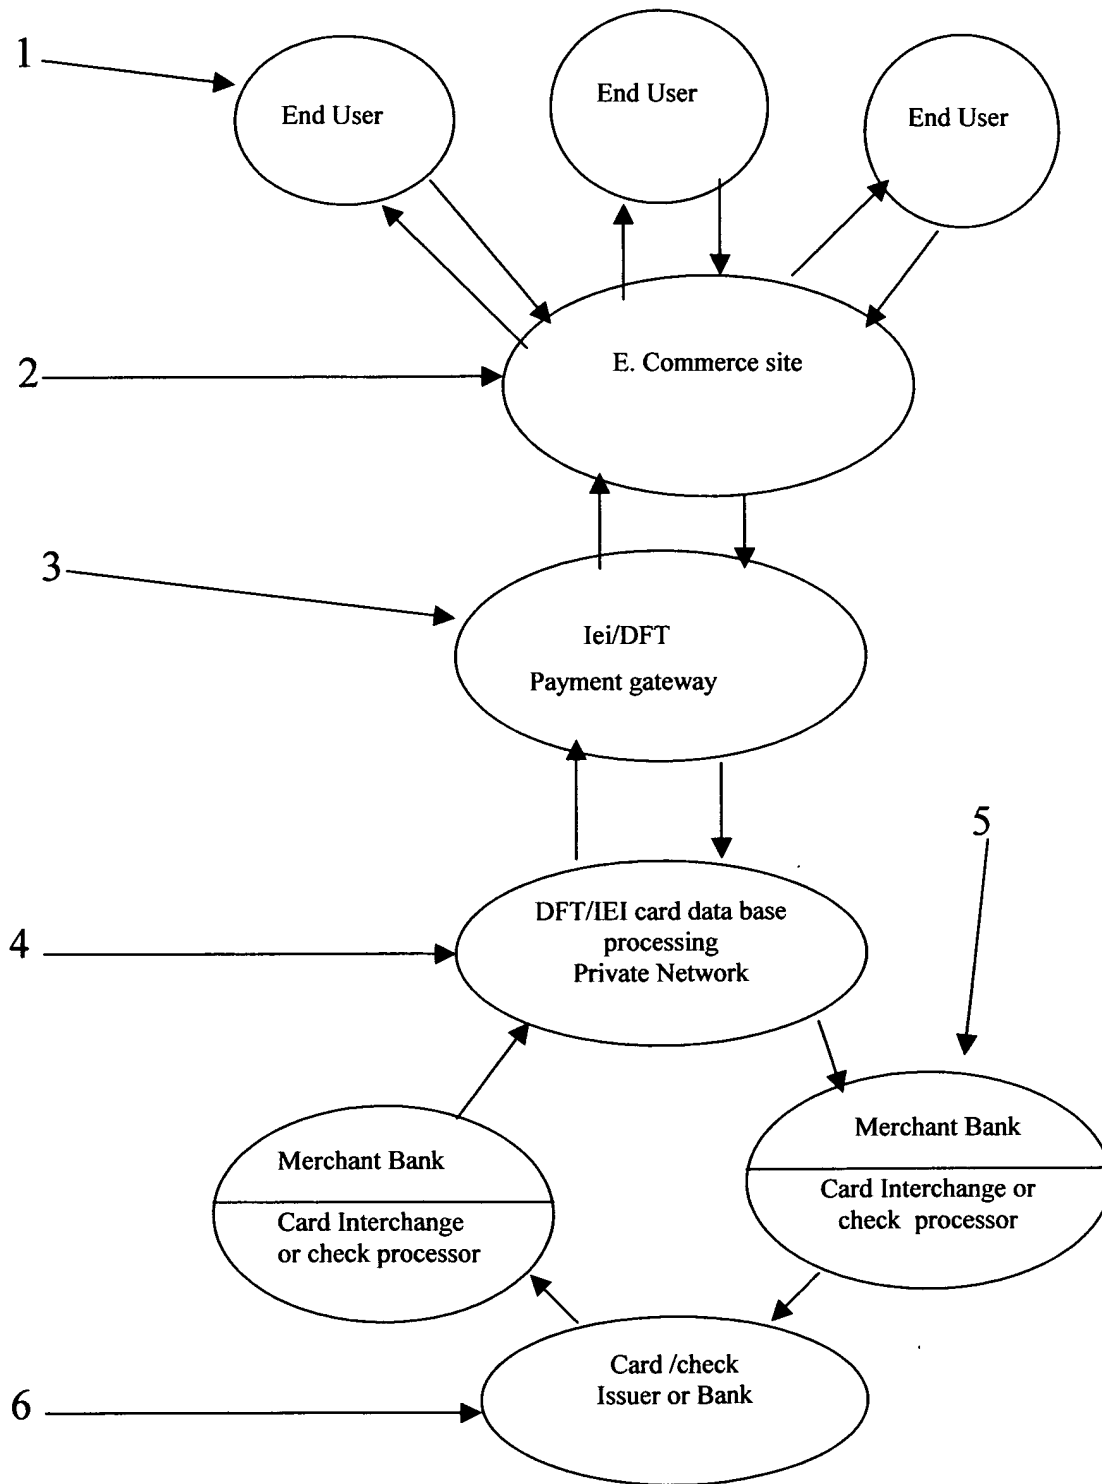 1
End User
End User
End User
2
E. Commerce site
3
Iei/DFT
Payment gateway
5
4
DFT/IEI card data base
processing
Private Network
Merchant Bank
Card Interchange or
check processor
Merchant Bank
Card Interchange
or check processor
6
Card /check
Issuer or Bank